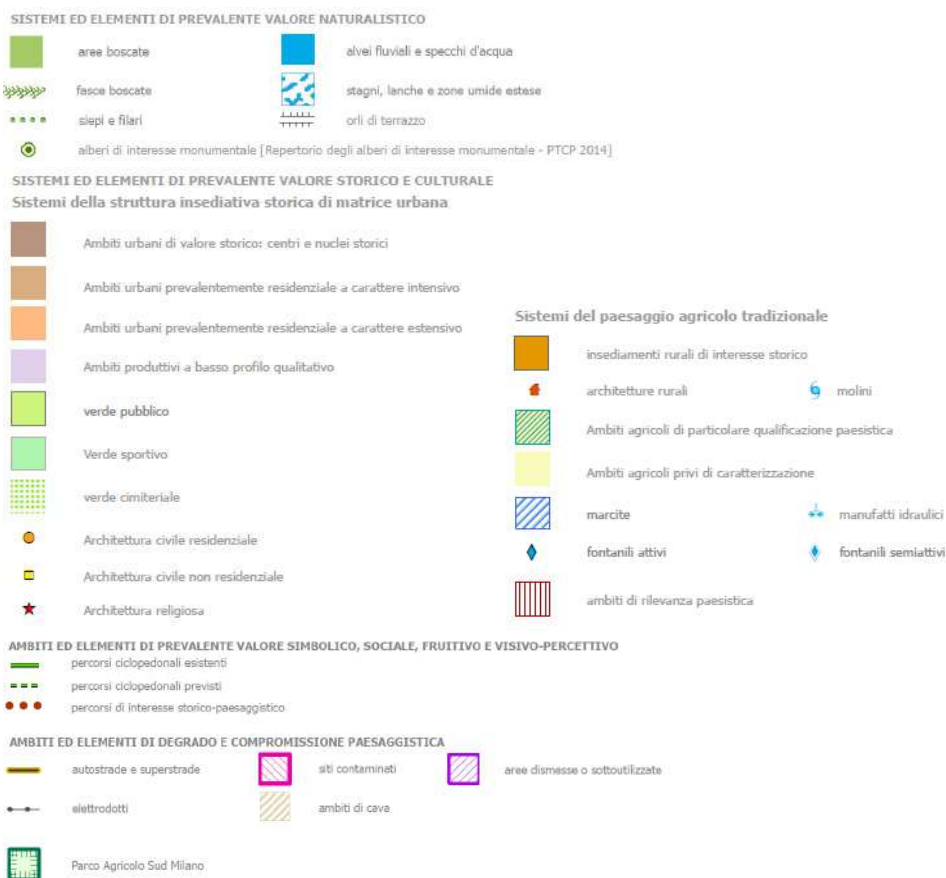 SISTEMI ED ELEMENTI DI PREVALENTE VALORE NATURALISTICO
aree boscate
alvei fluviali e specchi d'acqua
fasce boscate
stagni, lanche e zone umide estese
siepi e filari
orli di terrazzo
alberi di interesse monumentale [Repertorio degli alberi di interesse monumentale - PTCP 2014]
SISTEMI ED ELEMENTI DI PREVALENTE VALORE STORICO E CULTURALE
Sistemi della struttura insediativa storica di matrice urbana
Ambiti urbani di valore storico: centri e nuclei storici
Ambiti urbani prevalentemente residenziale a carattere intensivo
Ambiti urbani prevalentemente residenziale a carattere estensivo
Ambiti produttivi a basso profilo qualitativo
verde pubblico
Verde sportivo
verde cimiteriale
Architettura civile residenziale
Architettura civile non residenziale
Architettura religiosa
Sistemi del paesaggio agricolo tradizionale
insediamenti rurali di interesse storico
architetture rurali
molini
Ambiti agricoli di particolare qualificazione paesistica
Ambiti agricoli privi di caratterizzazione
marcite
manufatti idraulici
fontanili attivi
fontanili semiattivi
ambiti di rilevanza paesistica
AMBITI ED ELEMENTI DI PREVALENTE VALORE SIMBOLICO, SOCIALE, FRUITIVO E VISIVO-PERCETTIVO
percorsi ciclopedonali esistenti
percorsi ciclopedonali previsti
percorsi di interesse storico-paesaggistico
AMBITI ED ELEMENTI DI DEGRADO E COMPROMISSIONE PAESAGGISTICA
autostrade e superstrade
siti contaminati
aree dismesse o sottoutilizzate
elettrodotti
ambiti di cava
Parco Agricolo Sud Milano